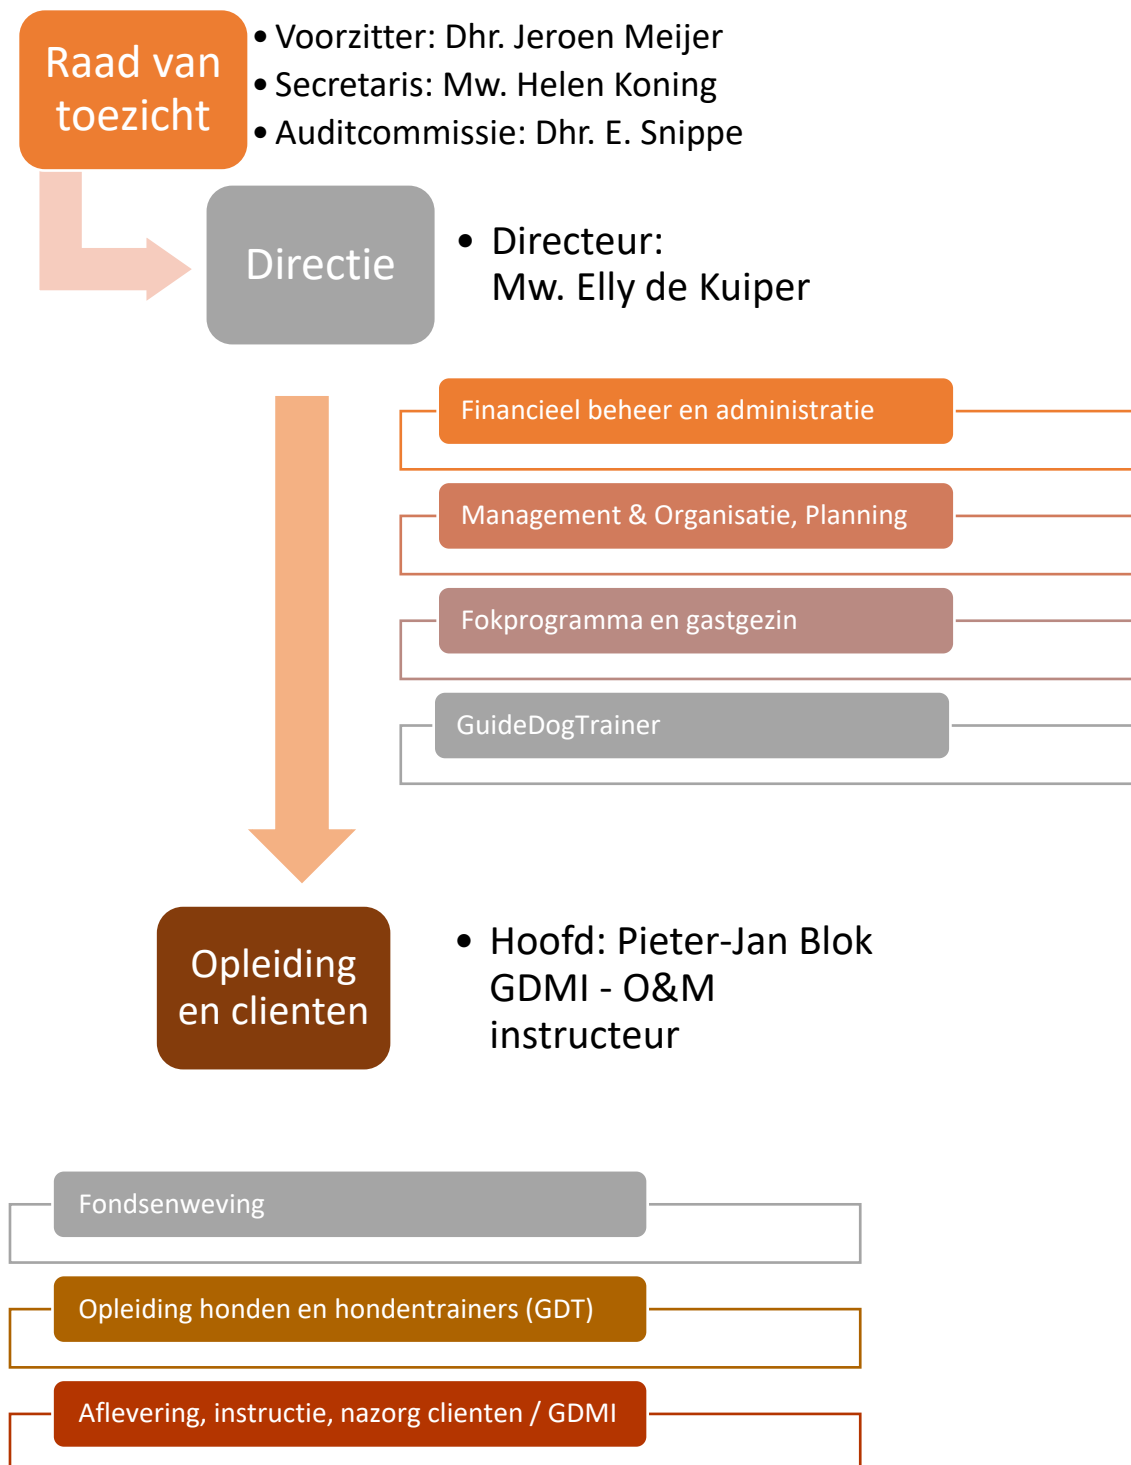 Raad van
toezicht
• Voorzitter: Dhr. Jeroen Meijer
• Secretaris: Mw. Helen Koning
• Auditcommissie: Dhr. E. Snippe
Directie
• Directeur:
Mw. Elly de Kuiper
Financieel beheer en administratie
Management & Organisatie, Planning
Fokprogramma en gastgezin
GuideDogTrainer
Opleiding
en clienten
• Hoofd: Pieter-Jan Blok
GDMI - O&M
instructeur
Fondsenweving
Opleiding honden en hondentrainers (GDT)
Aflevering, instructie, nazorg clienten / GDMI